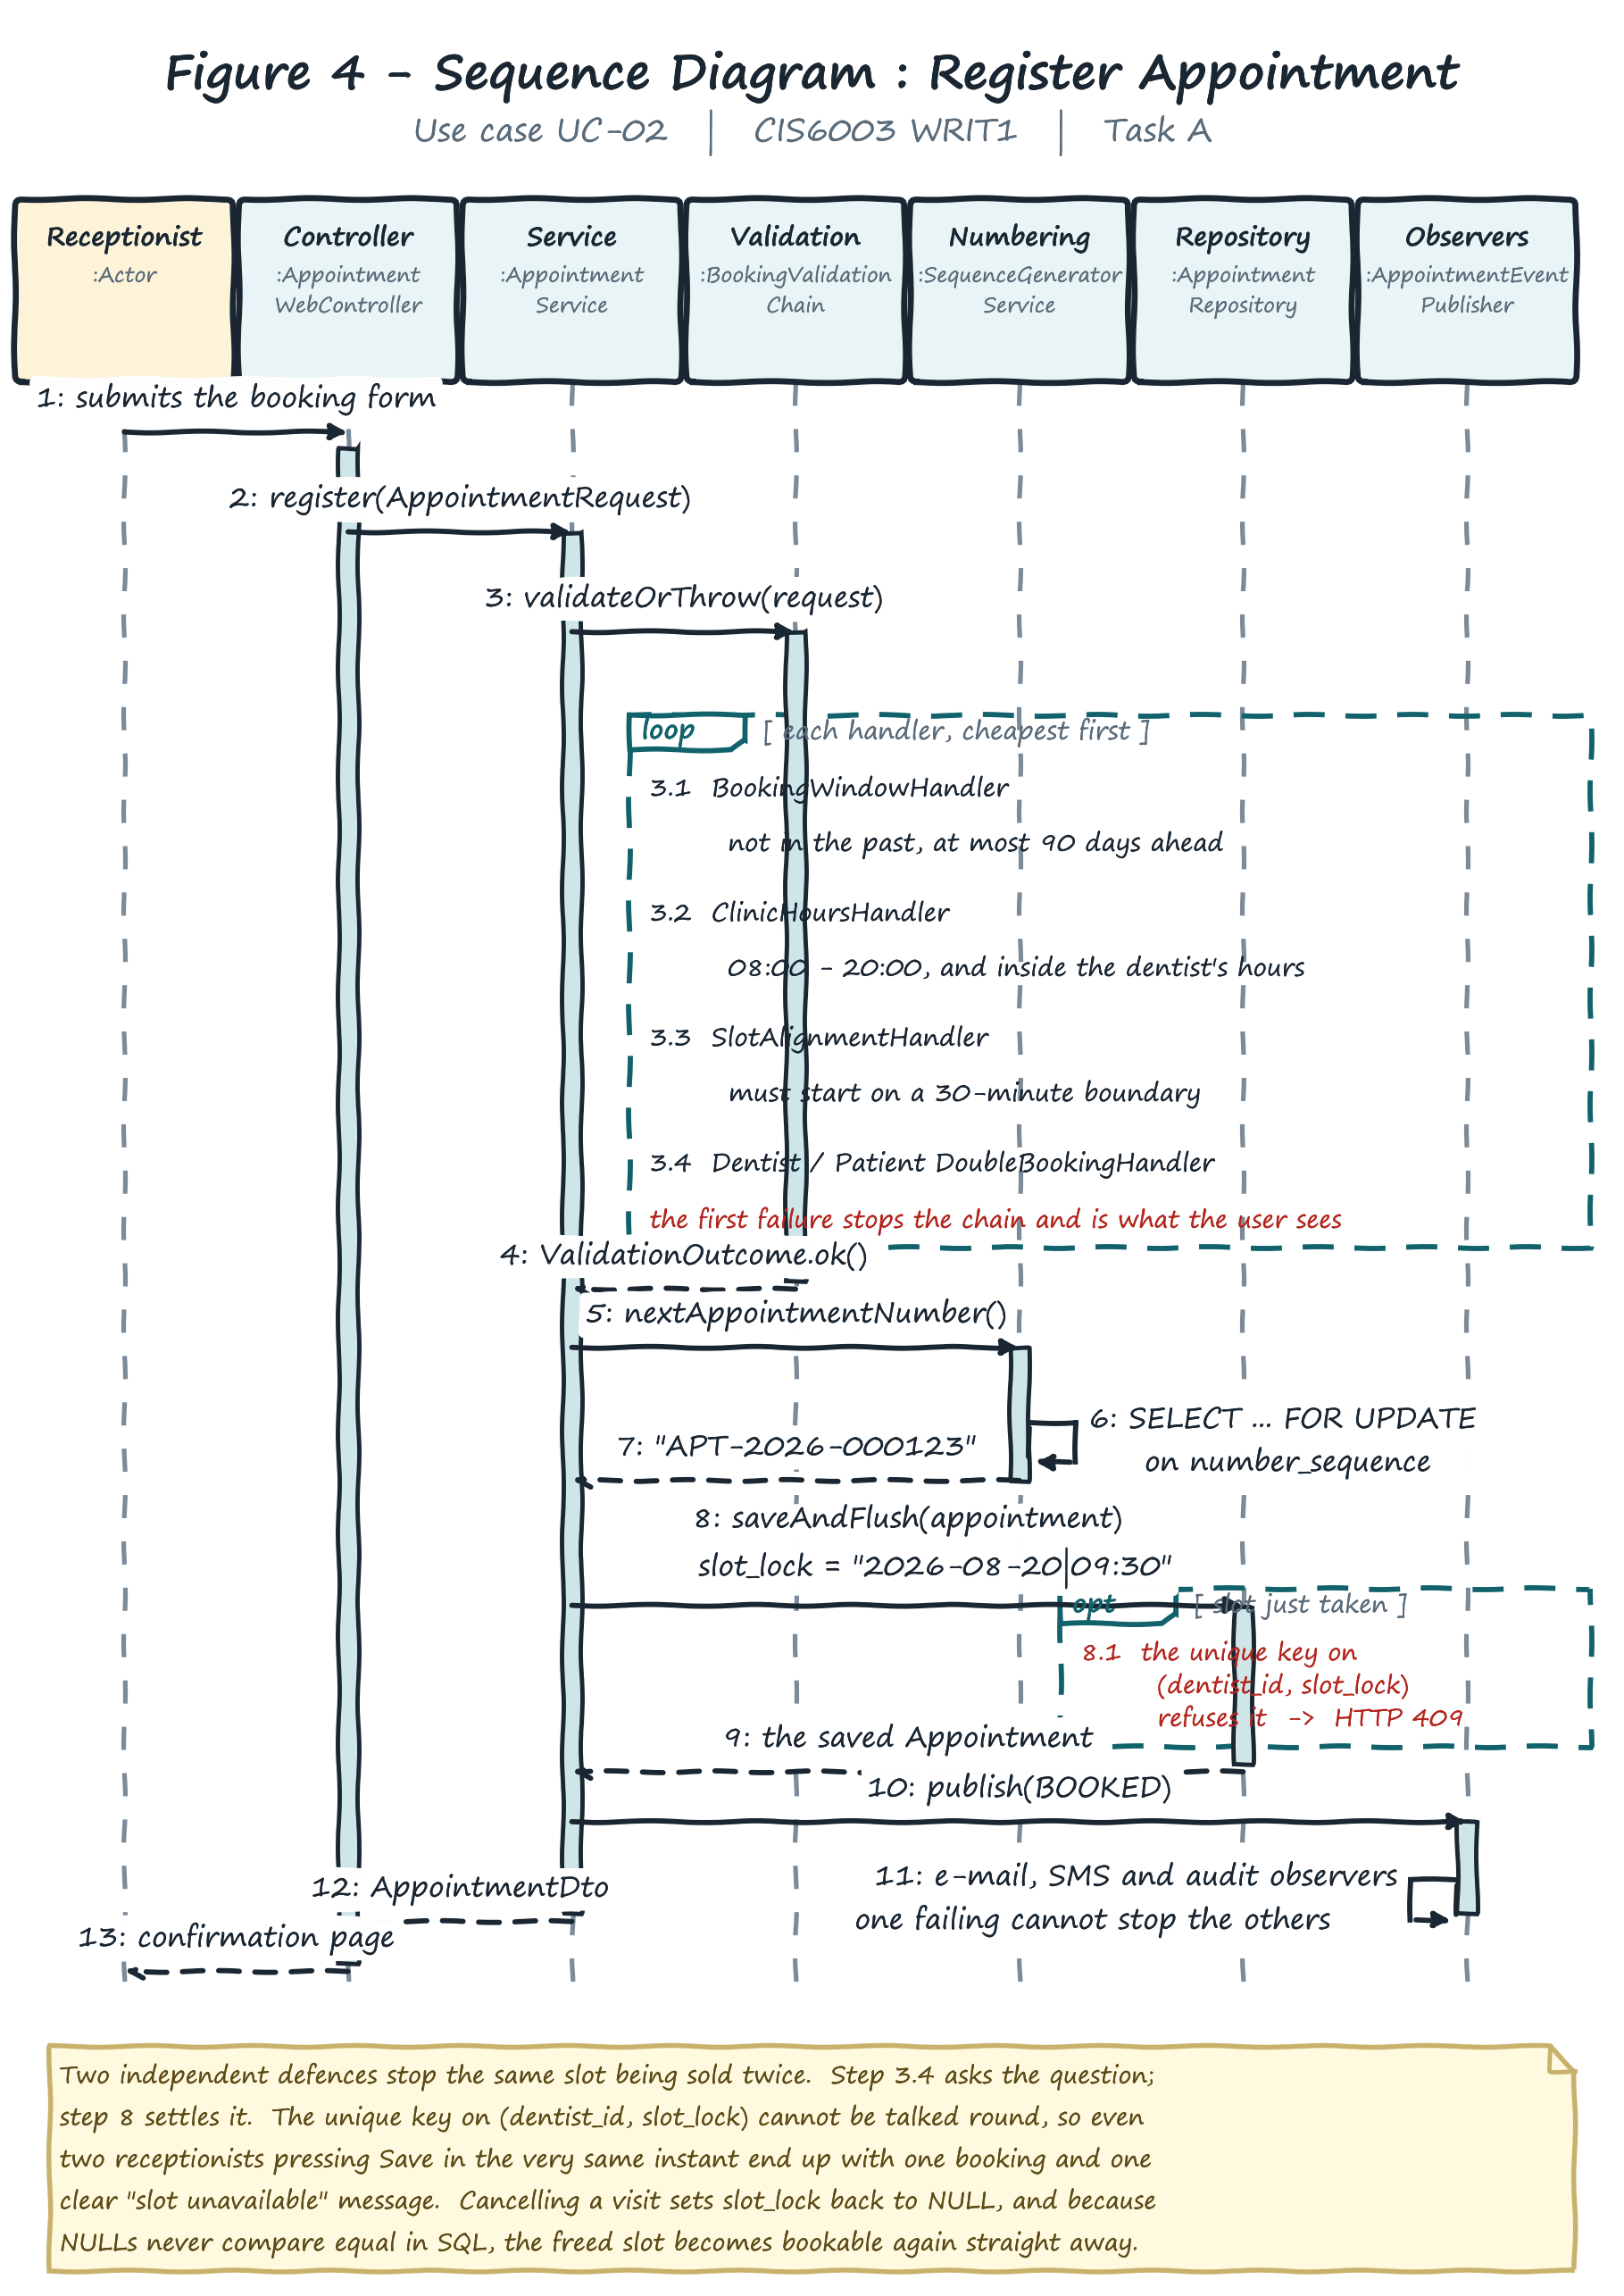 Figure 4 - Sequence Diagram : Register Appointment
Use case UC-02 | CIS6003 WRIT1 | Task A
Receptionist
:Actor
Controller
:Appointment
WebController
Service
:Appointment
Service
Validation
:BookingValidation
Chain
Numbering
:SequenceGenerator
Service
Repository
:Appointment
Repository
Observers
:AppointmentEvent
Publisher
1: submits the booking form
2: register(AppointmentRequest)
3: validateOrThrow(request)
loop [ each handler, cheapest first ]
3.1 BookingWindowHandler
not in the past, at most 90 days ahead
3.2 ClinicHoursHandler
08:00 - 20:00, and inside the dentist's hours
3.3 SlotAlignmentHandler
must start on a 30-minute boundary
3.4 Dentist / Patient DoubleBookingHandler
the first failure stops the chain and is what the user sees
4: ValidationOutcome.ok()
5: nextAppointmentNumber()
6: SELECT ... FOR UPDATE
on number_sequence
7: "APT-2026-000123"
8: saveAndFlush(appointment)
slot_lock = "2026-08-20|09:30"
opt [ slot just taken ]
8.1 the unique key on
(dentist_id, slot_lock)
refuses it -> HTTP 409
9: the saved Appointment
10: publish(BOOKED)
11: e-mail, SMS and audit observers
one failing cannot stop the others
12: AppointmentDto
13: confirmation page
Two independent defences stop the same slot being sold twice. Step 3.4 asks the question;
step 8 settles it. The unique key on (dentist_id, slot_lock) cannot be talked round, so even
two receptionists pressing Save in the very same instant end up with one booking and one
clear "slot unavailable" message. Cancelling a visit sets slot_lock back to NULL, and because
NULLs never compare equal in SQL, the freed slot becomes bookable again straight away.